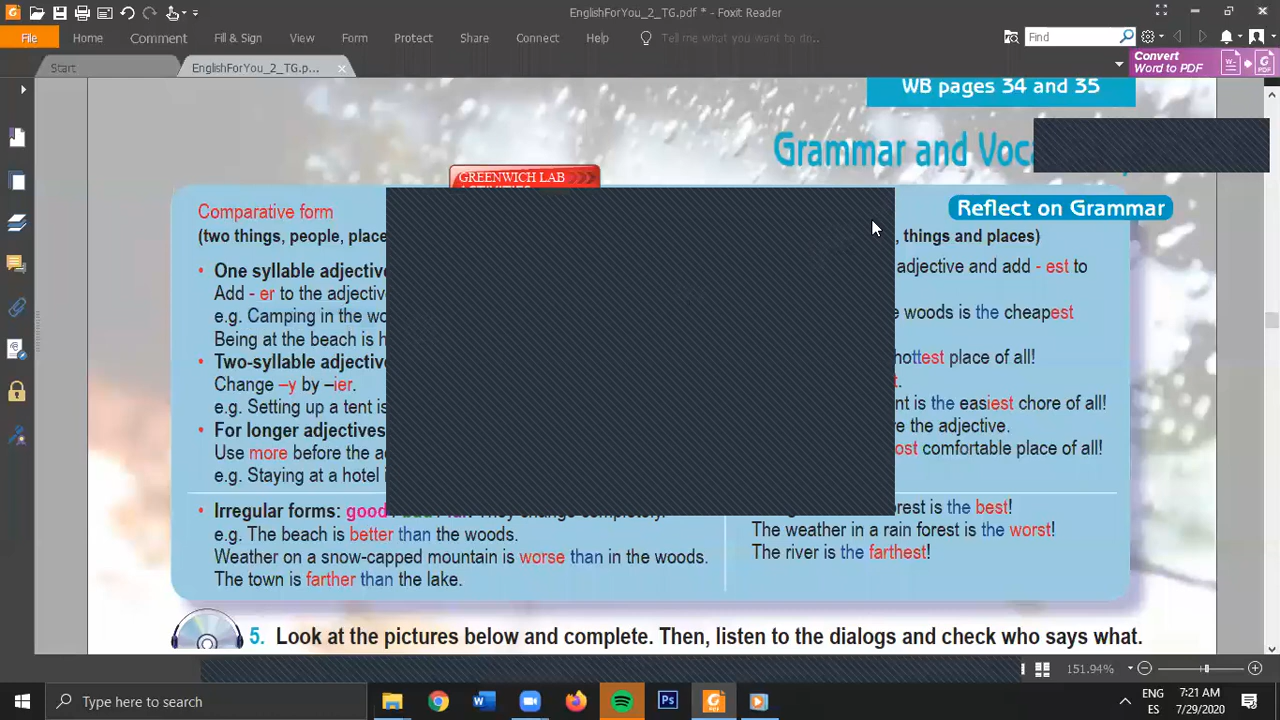 EnglishForYou_2_TG.pdf * - Foxit Reader
File Home Comment Fill & Sign View Form Protect Share Connect Help Tell me what you want to do.. Find
Start EnglishForYou_2_TG.p... Convert Word to PDF
WB pages 34 and 35
Grammar and
GREENWICH LAB
Reflect on Grammar
Comparative form
(two things, people,
, things and places)
• One syllable
adjective and add - est to
Add - er to the
e.g. Camping in the
woods is the cheapest
Being at the beach is
hottest place of all!
• Two-syllable
Change –y by –ier.
e.g. Setting up a tent is
is the easiest chore of all!
• For longer adjectives
the adjective.
Use more before the
comfortable place of all!
e.g. Staying at a hotel
• Irregular forms: good
is the best!
e.g. The beach is better than the woods.
The weather in a rain forest is the worst!
Weather on a snow-capped mountain is worse than in the woods.
The river is the farthest!
The town is farther than the lake.
5. Look at the pictures below and complete. Then, listen to the dialogs and check who says what.
151.94%
Type here to search
ENG
ES
7:21 AM
7/29/2020